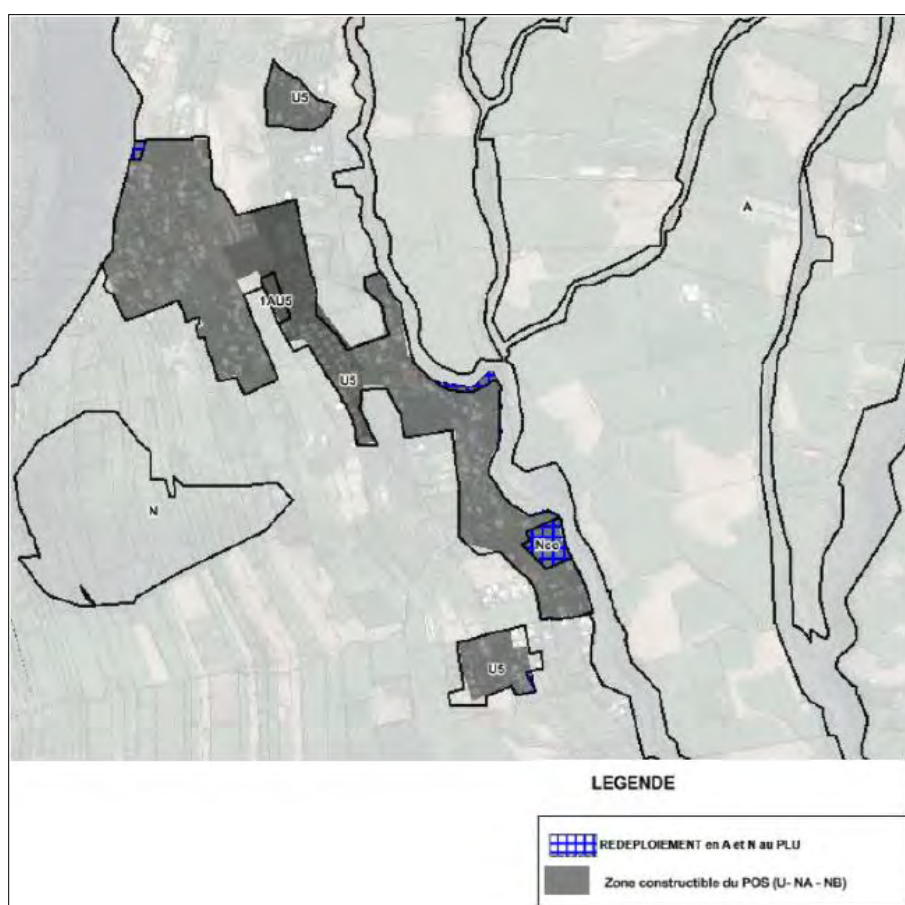 U5
A
1AU5
U5
N
Nco
U5
LEGENDE
REDEPLOIEMENT en A et N au PLU
Zone constructible du POS (U- NA - NB)